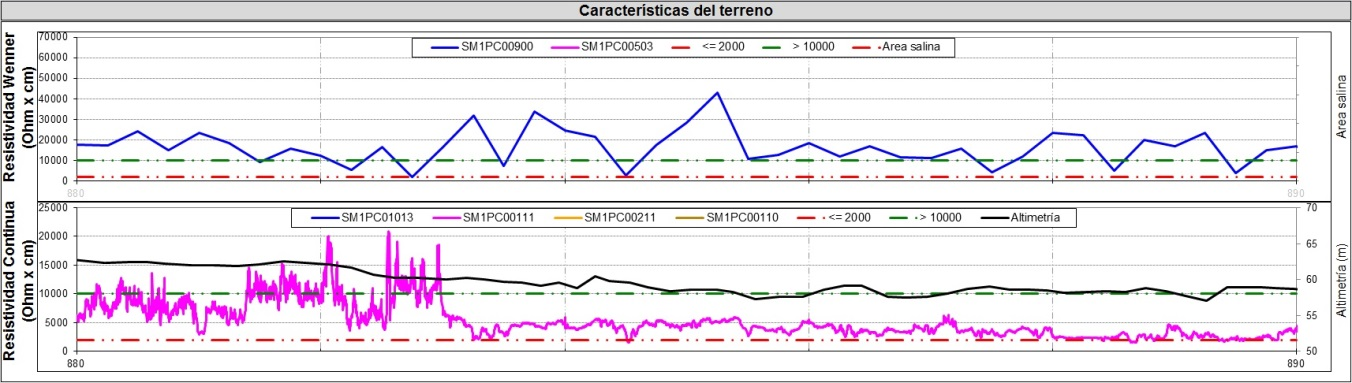 Características del terreno
Resistividad Wenner
(Ohm x cm)
70000
60000
50000
40000
30000
20000
10000
0
SM1PC00900 SM1PC00503 <= 2000 > 10000 Area salina
Area salina
880 890
Resistividad Continua
(Ohm x cm)
25000
20000
15000
10000
5000
0
SM1PC01013 SM1PC00111 SM1PC00211 SM1PC00110 <= 2000 > 10000 Altimetría
70
65
60
55
50
Altimetría (m)
880 890